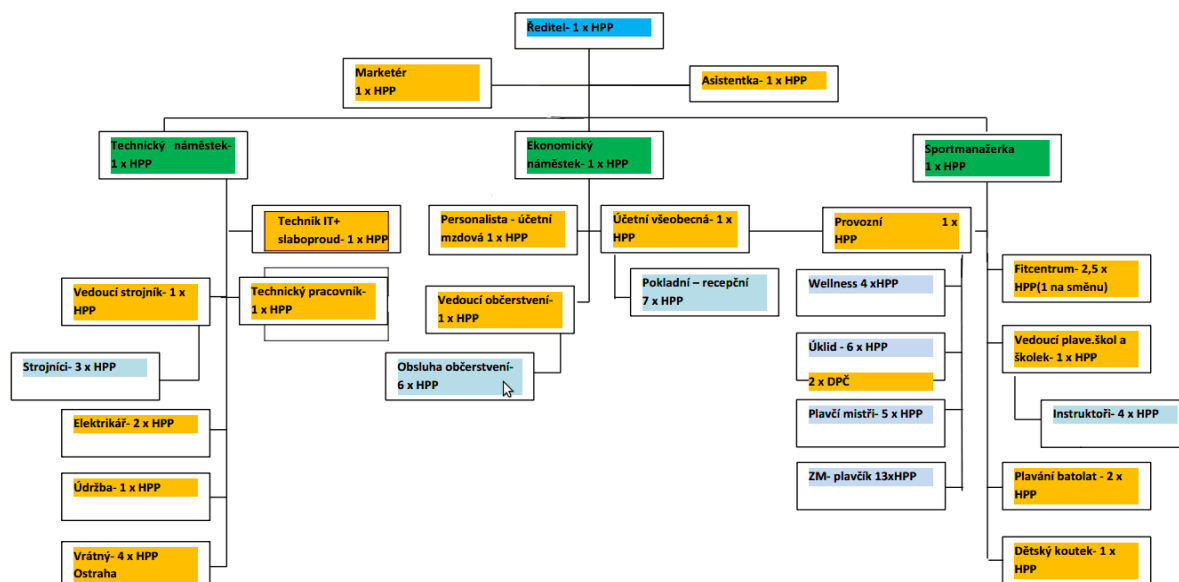 Ředitel- 1 x HPP
Marketér
1 x HPP
Asistentka- 1 x HPP
Technický náměstek-
1 x HPP
Ekonomický
náměstek- 1 x HPP
Sportmanažerka
1 x HPP
Technik IT+
slaboproud- 1 x HPP
Personalista - účetní
mzdová 1 x HPP
Účetní všeobecná- 1 x
HPP
Provozní 1 x
HPP
Vedoucí strojník- 1 x
HPP
Technický pracovník-
1 x HPP
Vedoucí občerstvení-
1 x HPP
Pokladní – recepční
7 x HPP
Wellness 4 xHPP
Fitcentrum- 2,5 x
HPP(1 na směnu)
Strojníci- 3 x HPP
Obsluha občerstvení-
6 x HPP
Úklid - 6 x HPP
2 x DPČ
Vedoucí plave.škol a
školek- 1 x HPP
Elektrikář- 2 x HPP
Plavčí mistři- 5 x HPP
Instruktoři- 4 x HPP
Údržba- 1 x HPP
ZM- plavčík 13xHPP
Plavání batolat - 2 x
HPP
Vrátný- 4 x HPP
Ostraha
Dětský koutek- 1 x
HPP